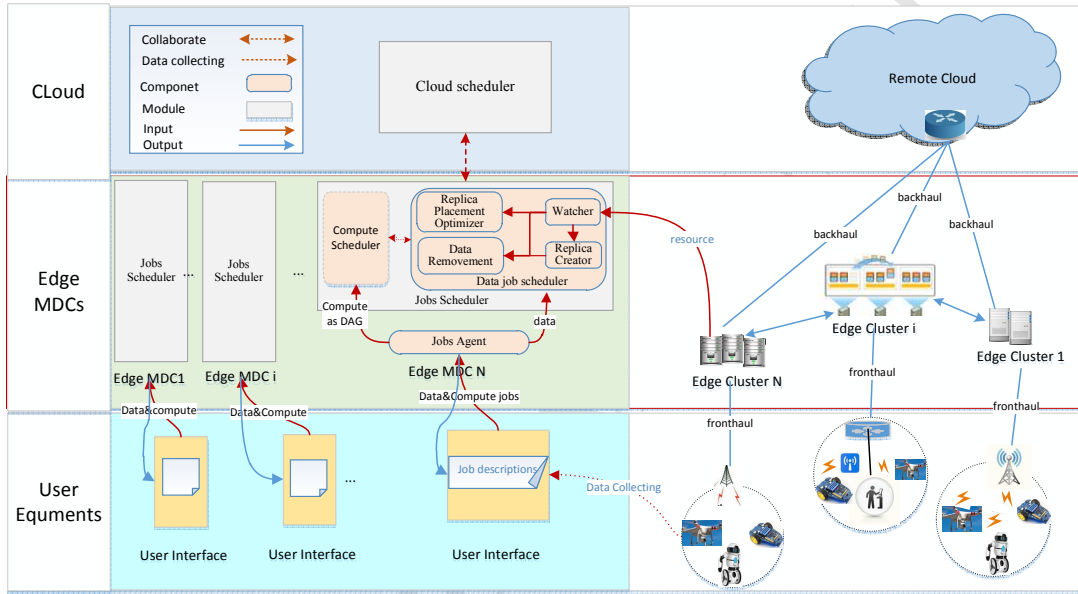 CLoud
Collaborate
Data collecting
Componet
Module
Input
Output
Cloud scheduler
Remote Cloud
Edge
MDCs
Jobs
Scheduler
...
Jobs
Scheduler
...
Compute
Scheduler
Replica
Placement
Optimizer
Watcher
Data
Removement
Replica
Creator
Data job scheduler
Jobs Scheduler
Compute
as DAG
data
Jobs Agent
Edge MDC1
Edge MDC i
Edge MDC N
resource
backhaul
backhaul
backhaul
Edge Cluster i
Edge Cluster N
Edge Cluster 1
fronthaul
fronthaul
fronthaul
User
Equments
Data&compute
Data&Compute
Data&Compute jobs
...
Job descriptions
Data Collecting
User Interface
User Interface
User Interface